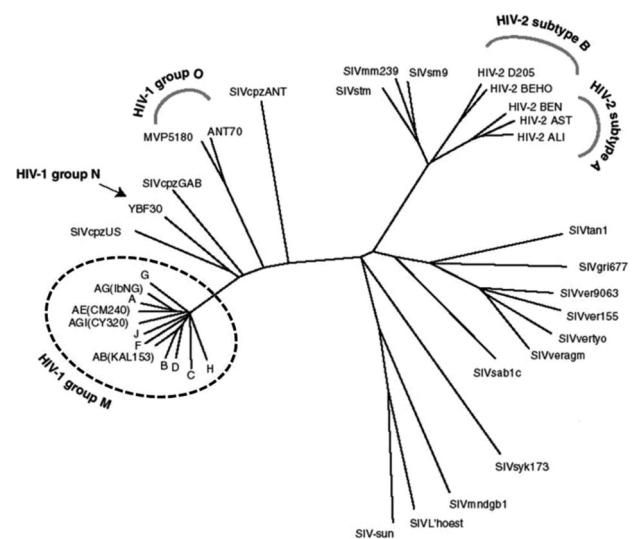 HIV-2 subtype B
HIV-1 group O
SIVmm239
SIVsm9
HIV-2 D205
SIVstm
HIV-2 BEHO
SIVcpzANT
HIV-2 subtype A
HIV-2 BEN
HIV-2 AST
HIV-2 ALI
MVP5180
ANT70
HIV-1 group N
SIVcpzGAB
YBF30
SIVcpzUS
SIVtan1
G
AG(IbNG)
A
AE(CM240)
AGI(CY320)
J
F
AB(KAL153)
B
D
C
H
HIV-1 group M
SIVgri677
SIVver9063
SIVver155
SIVvertyo
SIVveragm
SIVsab1c
SIVsyk173
SIVmndgb1
SIVL'hoest
SIV-sun